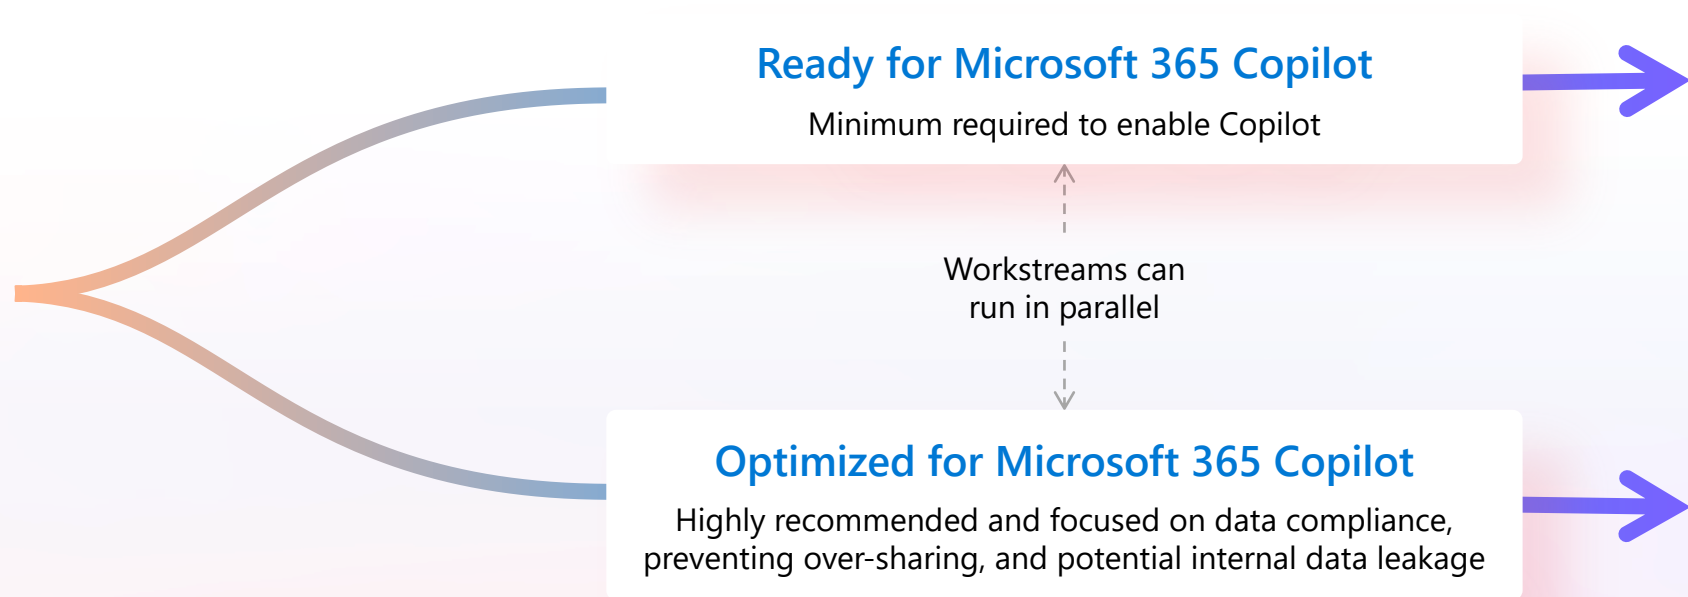 Ready for Microsoft 365 Copilot
Minimum required to enable Copilot
Workstreams can
run in parallel
Optimized for Microsoft 365 Copilot
Highly recommended and focused on data compliance,
preventing over-sharing, and potential internal data leakage